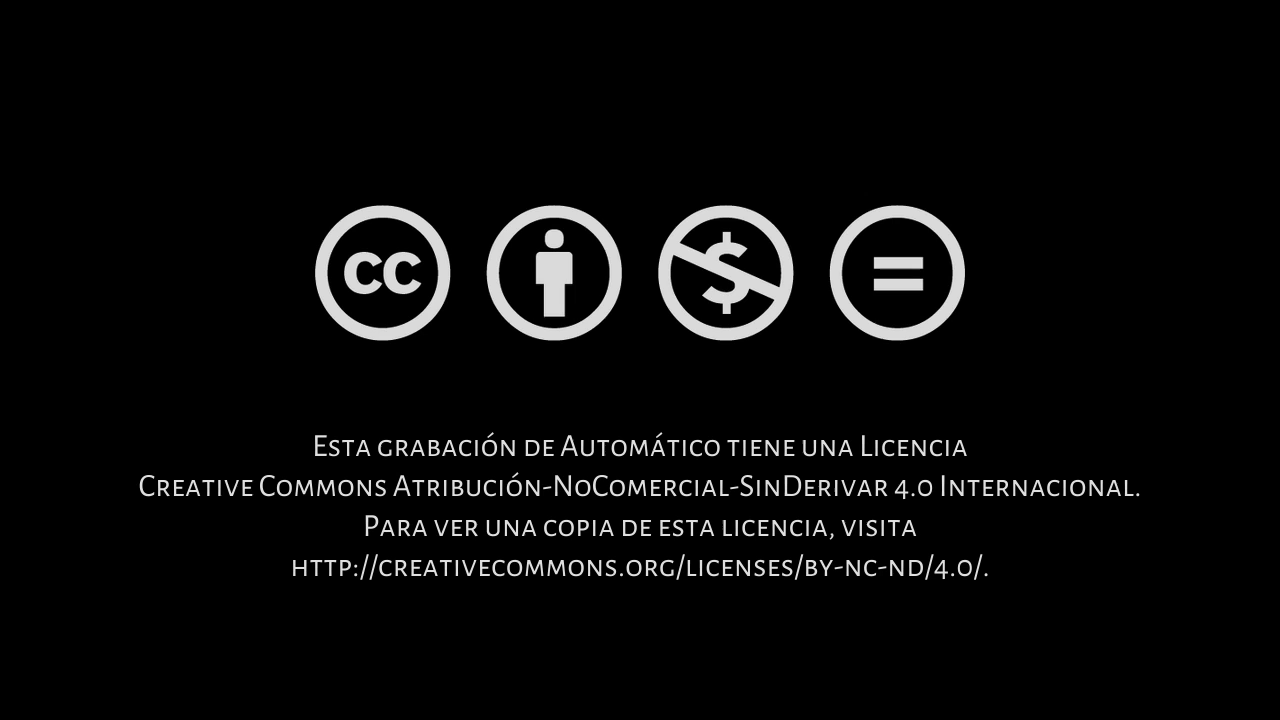 cc
Esta grabación de Automático tiene una Licencia
Creative Commons Atribución-NoComercial-SinDerivar 4.0 Internacional.
Para ver una copia de esta licencia, visita
http://creativecommons.org/licenses/by-nc-nd/4.0/.